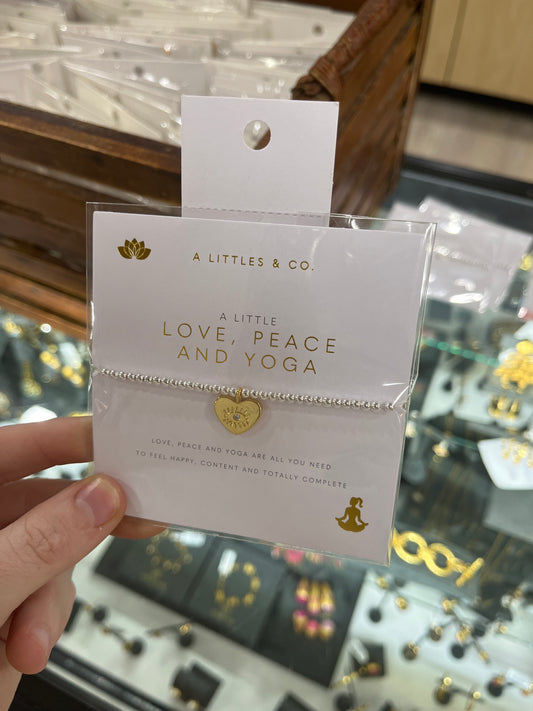 A LITTLES & CO.
A LITTLE
LOVE, PEACE
AND YOGA
LOVE, PEACE AND YOGA ARE ALL YOU NEED
TO FEEL HAPPY, CONTENT AND TOTALLY COMPLETE